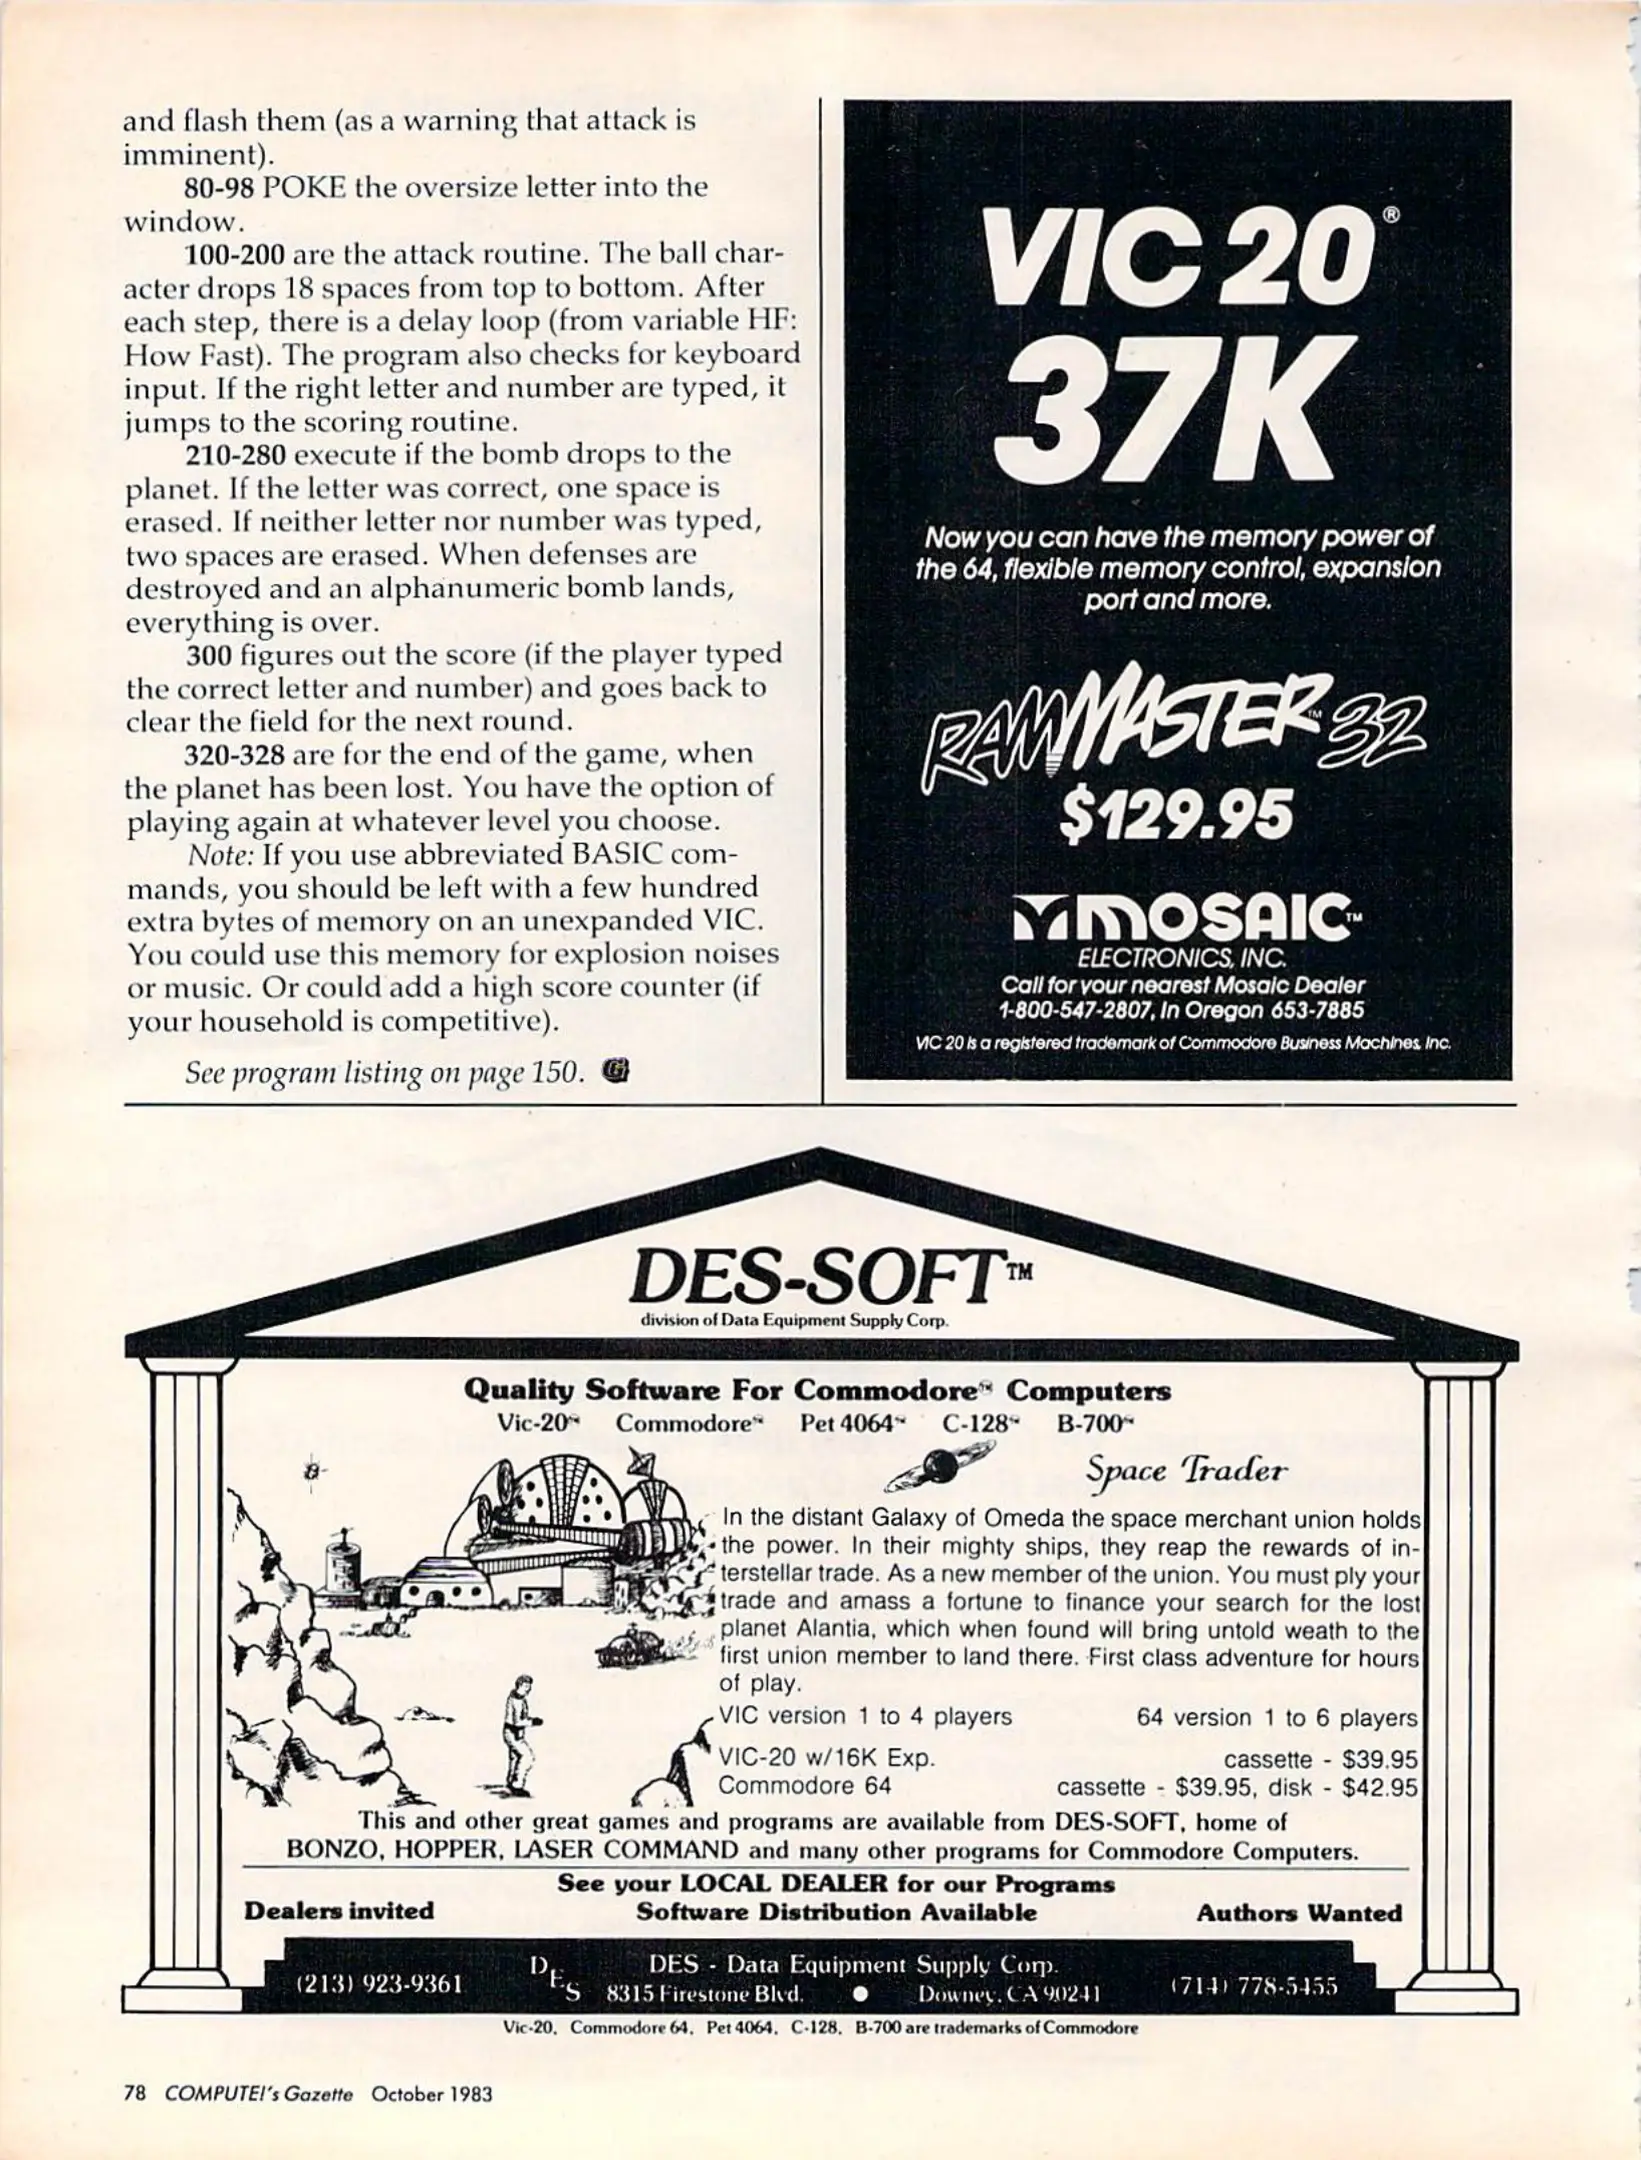 and flash them (as a warning that attack is
imminent).
80-98 POKE the oversize letter into the
window.
100-200 are the attack routine. The ball char-
acter drops 18 spaces from top to bottom. After
each step, there is a delay loop (from variable HF:
How Fast). The program also checks for keyboard
input. If the right letter and number are typed, it
jumps to the scoring routine.
210-280 execute if the bomb drops to the
planet. If the letter was correct, one space is
erased. If neither letter nor number was typed,
two spaces are erased. When defenses are
destroyed and an alphanumeric bomb lands,
everything is over.
300 figures out the score (if the player typed
the correct letter and number) and goes back to
clear the field for the next round.
320-328 are for the end of the game, when
the planet has been lost. You have the option of
playing again at whatever level you choose.
Note: If you use abbreviated BASIC com-
mands, you should be left with a few hundred
extra bytes of memory on an unexpanded VIC.
You could use this memory for explosion noises
or music. Or could add a high score counter (if
your household is competitive).
See program listing on page 150. G
VIC 20®
37K
Now you can have the memory power of
the 64, flexible memory control, expansion
port and more.
RAMMASTER™ 32
$129.95
MOSAIC™
ELECTRONICS, INC.
Call for your nearest Mosaic Dealer
1-800-547-2807, In Oregon 653-7885
VIC 20 is a registered trademark of Commodore Business Machines, Inc.
DES-SOFT™
division of Data Equipment Supply Corp.
Quality Software For Commodore™ Computers
Vic-20™ Commodore™ Pet 4064™ C-128™ B-700™
Space Trader
In the distant Galaxy of Omeda the space merchant union holds
the power. In their mighty ships, they reap the rewards of in-
terstellar trade. As a new member of the union. You must ply your
trade and amass a fortune to finance your search for the lost
planet Alantia, which when found will bring untold weath to the
first union member to land there. First class adventure for hours
of play.
VIC version 1 to 4 players 64 version 1 to 6 players
VIC-20 w/16K Exp. cassette - $39.95
Commodore 64 cassette - $39.95, disk - $42.95
This and other great games and programs are available from DES-SOFT, home of
BONZO, HOPPER, LASER COMMAND and many other programs for Commodore Computers.
See your LOCAL DEALER for our Programs
Dealers invited Software Distribution Available Authors Wanted
(213) 923-9361 DES DES - Data Equipment Supply Corp. (714) 778-5455
8315 Firestone Blvd. ● Downey, CA 90241
Vic-20, Commodore 64, Pet 4064, C-128, B-700 are trademarks of Commodore
78 COMPUTE!'s Gazette October 1983